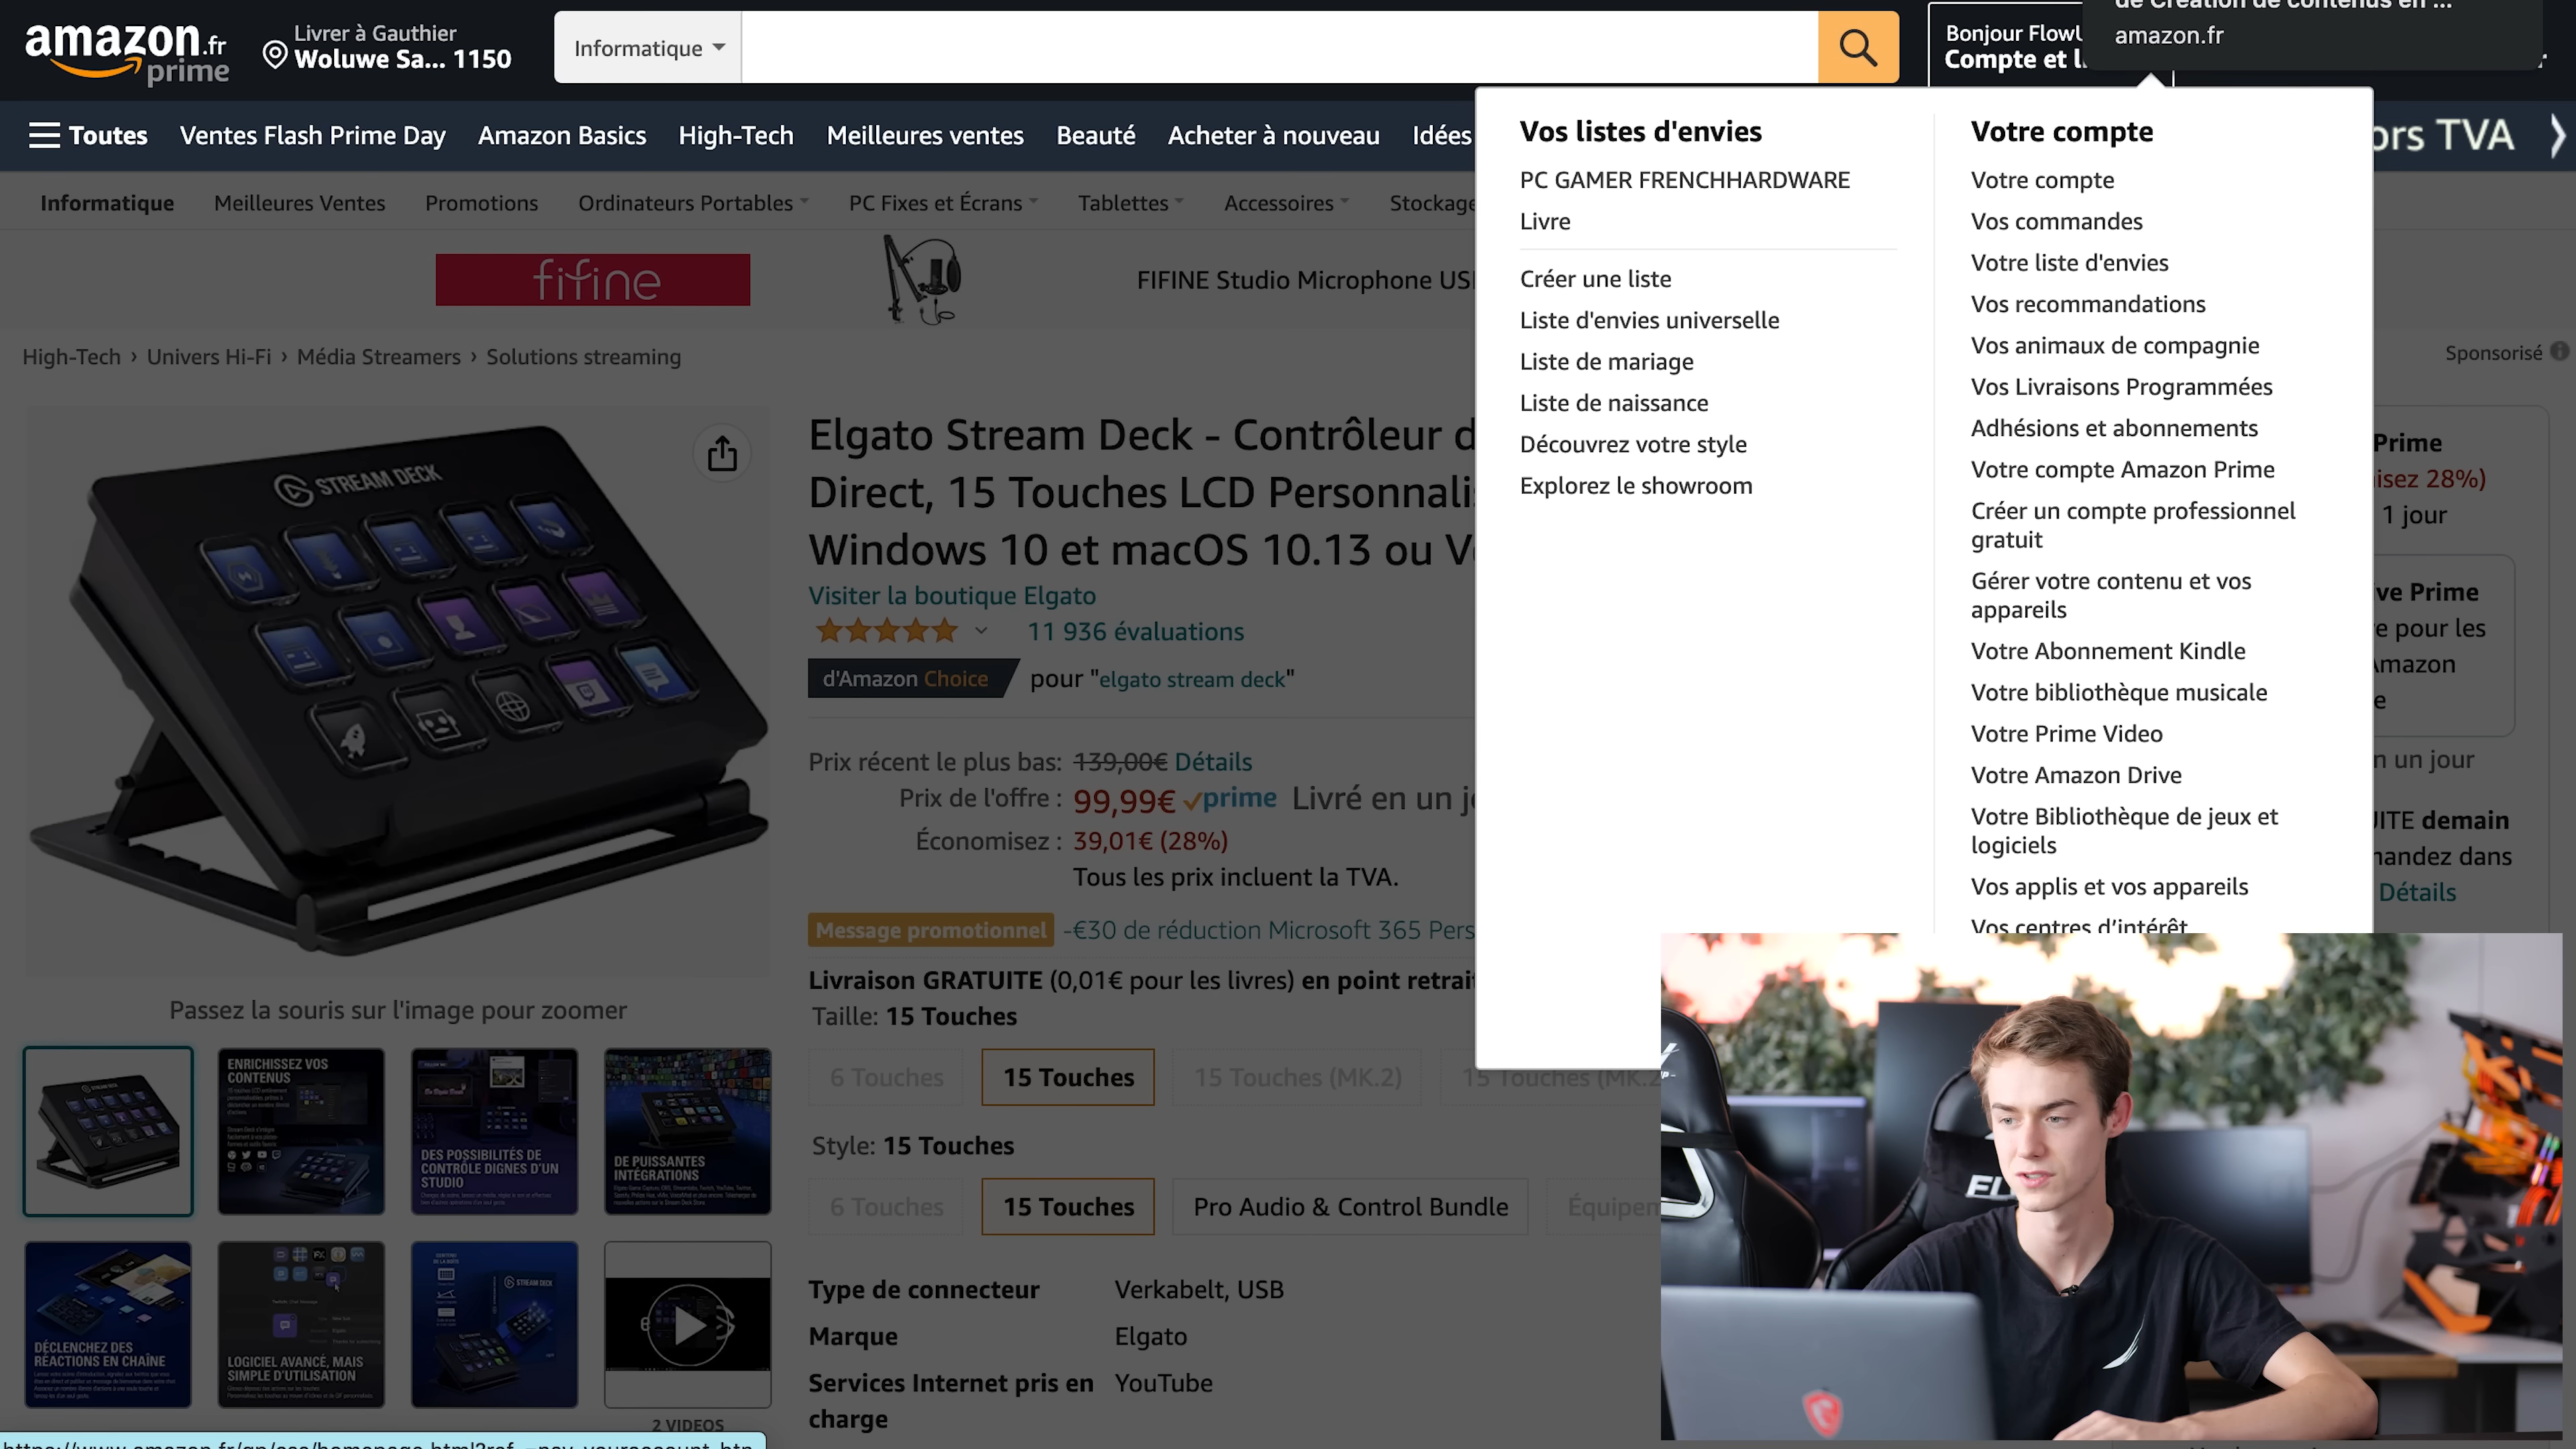 amazon.fr
prime
Livrer à Gauthier
Woluwe Sa... 1150
Informatique
Bonjour Flow
Compte et l
amazon.fr
Toutes
Ventes Flash Prime Day
Amazon Basics
High-Tech
Meilleures ventes
Beauté
Acheter à nouveau
Idées
ors TVA
Informatique
Meilleures Ventes
Promotions
Ordinateurs Portables
PC Fixes et Écrans
Tablettes
Accessoires
Stockage
fifine
FIFINE Studio Microphone US
High-Tech › Univers Hi-Fi › Média Streamers › Solutions streaming
Sponsorisé
Vos listes d'envies
PC GAMER FRENCHHARDWARE
Livre
Créer une liste
Liste d'envies universelle
Liste de mariage
Liste de naissance
Découvrez votre style
Explorez le showroom
Votre compte
Votre compte
Vos commandes
Votre liste d'envies
Vos recommandations
Vos animaux de compagnie
Vos Livraisons Programmées
Adhésions et abonnements
Votre compte Amazon Prime
Créer un compte professionnel
gratuit
Gérer votre contenu et vos
appareils
Votre Abonnement Kindle
Votre bibliothèque musicale
Votre Prime Video
Votre Amazon Drive
Votre Bibliothèque de jeux et
logiciels
Vos applis et vos appareils
Vos centres d'intérêt
STREAM DECK
Elgato Stream Deck - Contrôleur d
Direct, 15 Touches LCD Personnalis
Windows 10 et macOS 10.13 ou V
Visiter la boutique Elgato
11 936 évaluations
d'Amazon Choice pour "elgato stream deck"
Prix récent le plus bas: 139,00€ Détails
Prix de l'offre : 99,99€ prime Livré en un j
Économisez : 39,01€ (28%)
Tous les prix incluent la TVA.
Message promotionnel -€30 de réduction Microsoft 365 Pers
Livraison GRATUITE (0,01€ pour les livres) en point retrait
Taille: 15 Touches
6 Touches
15 Touches
15 Touches (MK.2)
15 Touches (MK.2
Style: 15 Touches
6 Touches
15 Touches
Pro Audio & Control Bundle
Équipem
Type de connecteur Verkabelt, USB
Marque Elgato
Services Internet pris en YouTube
charge
Prime
isez 28%)
1 jour
ve Prime
e pour les
Amazon
e
n un jour
UITE demain
mandez dans
Détails
Passez la souris sur l'image pour zoomer
ENRICHISSEZ VOS
CONTENUS
DES POSSIBILITÉS DE
CONTRÔLE DIGNES D'UN
STUDIO
DE PUISSANTES
INTÉGRATIONS
DÉCLENCHEZ DES
RÉACTIONS EN CHAÎNE
LOGICIEL AVANCÉ, MAIS
SIMPLE D'UTILISATION
STREAM DECK
2 VIDEOS